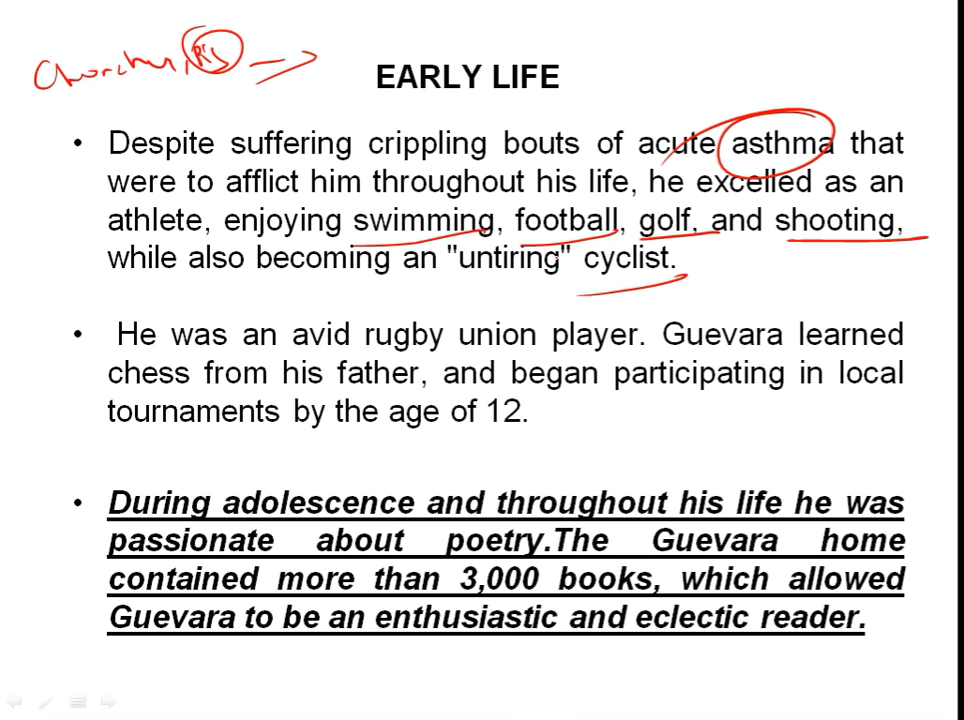 EARLY LIFE
• Despite suffering crippling bouts of acute asthma that
were to afflict him throughout his life, he excelled as an
athlete, enjoying swimming, football, golf, and shooting,
while also becoming an "untiring" cyclist.
• He was an avid rugby union player. Guevara learned
chess from his father, and began participating in local
tournaments by the age of 12.
• During adolescence and throughout his life he was
passionate about poetry.The Guevara home
contained more than 3,000 books, which allowed
Guevara to be an enthusiastic and eclectic reader.